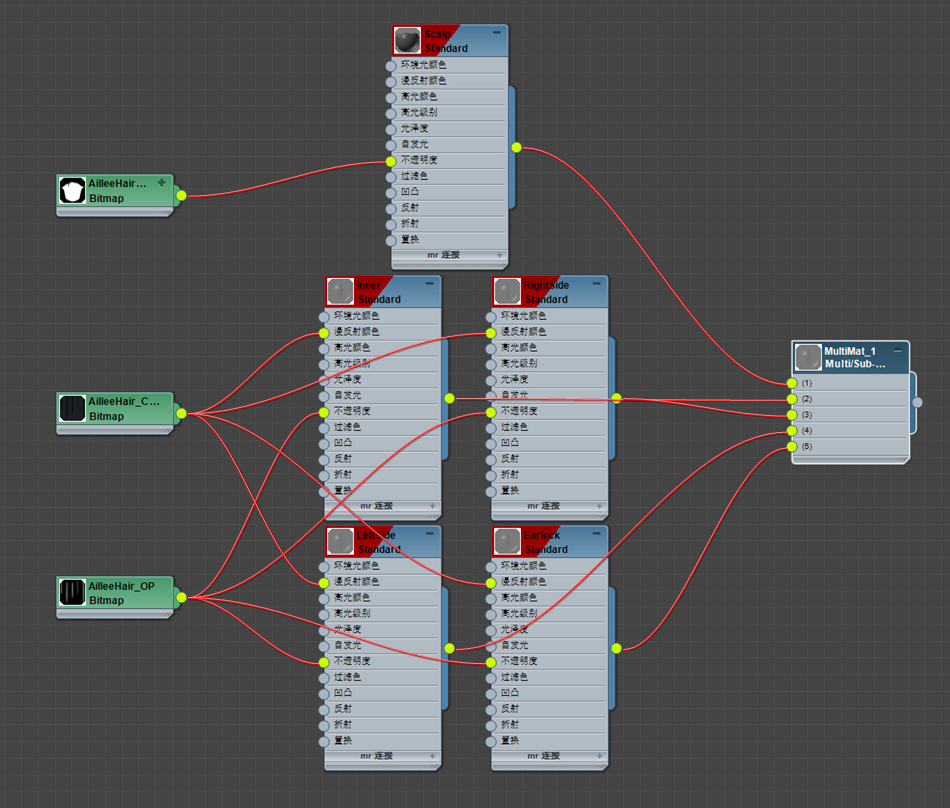 Scalp
Standard
环境光颜色
漫反射颜色
高光颜色
高光级别
光泽度
自发光
不透明度
过滤色
凹凸
反射
折射
置换
mr 连接
AilleeHair...
Bitmap
Inner
Standard
环境光颜色
漫反射颜色
高光颜色
高光级别
光泽度
自发光
不透明度
过滤色
凹凸
反射
折射
置换
mr 连接
RightSide
Standard
环境光颜色
漫反射颜色
高光颜色
高光级别
光泽度
自发光
不透明度
过滤色
凹凸
反射
折射
置换
mr 连接
MultiMat_1
Multi/Sub-...
(1)
(2)
(3)
(4)
(5)
AilleeHair_C...
Bitmap
LeftSide
Standard
环境光颜色
漫反射颜色
高光颜色
高光级别
光泽度
自发光
不透明度
过滤色
凹凸
反射
折射
置换
mr 连接
Earlock
Standard
环境光颜色
漫反射颜色
高光颜色
高光级别
光泽度
自发光
不透明度
过滤色
凹凸
反射
折射
置换
mr 连接
AilleeHair_OP
Bitmap